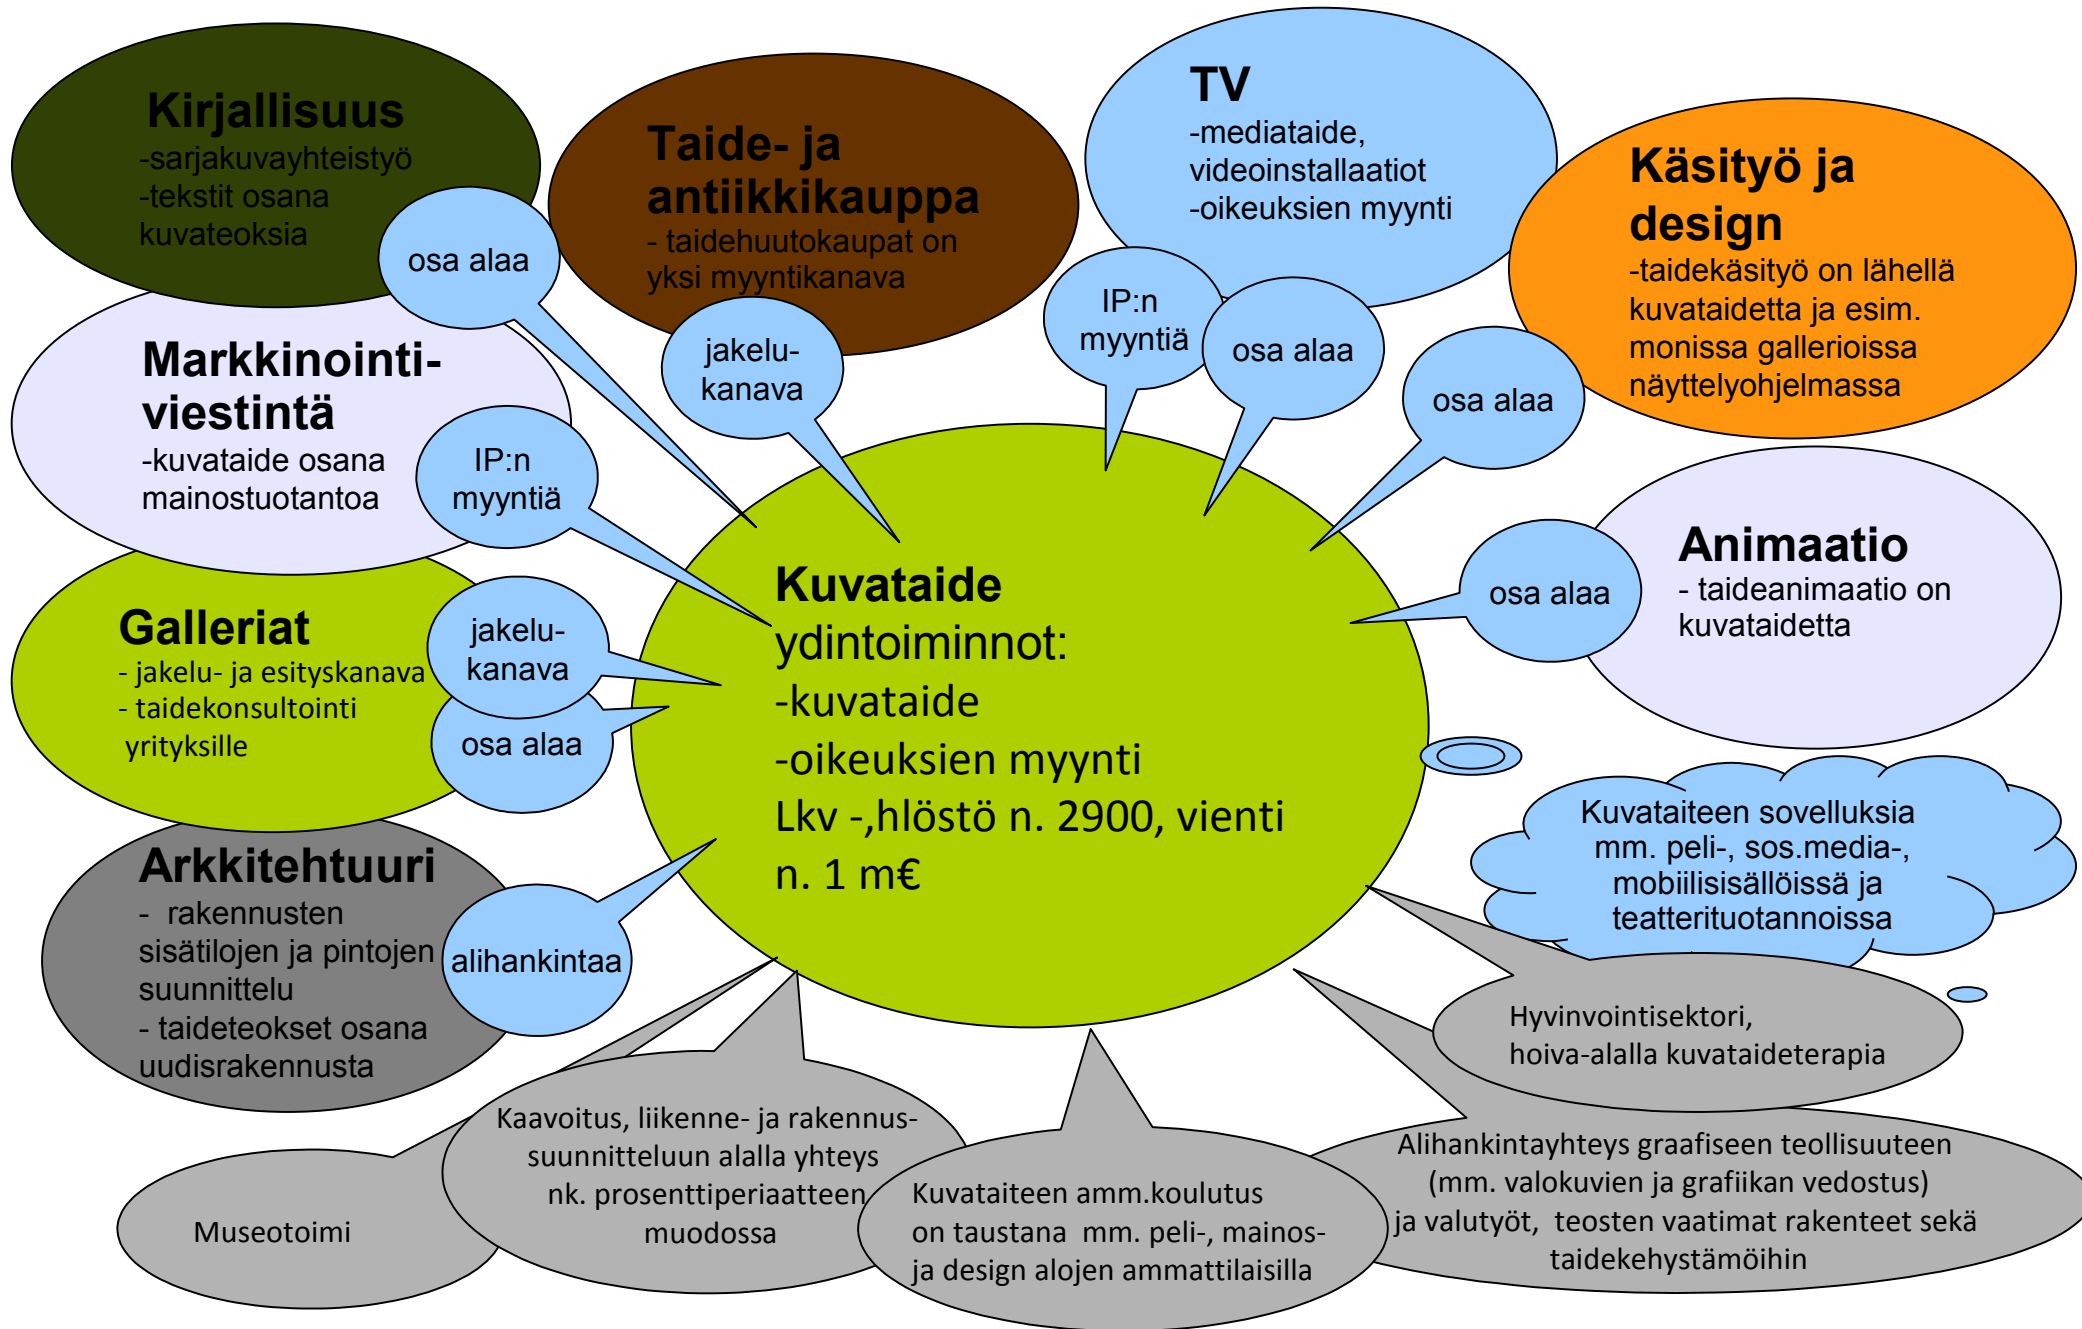 Kirjallisuus
-sarjakuvayhteistyö
-tekstit osana
kuvateoksia
osa alaa
Taide- ja
antiikkikauppa
- taidehuutokaupat on
yksi myyntikanava
jakelu-
kanava
TV
-mediataide,
videoinstallaatiot
-oikeuksien myynti
IP:n
myyntiä
osa alaa
Käsityö ja
design
-taidekäsityö on lähellä
kuvataidetta ja esim.
monissa gallerioissa
näyttelyohjelmassa
osa alaa
Markkinointi-
viestintä
-kuvataide osana
mainostuotantoa
IP:n
myyntiä
Animaatio
- taideanimaatio on
kuvataidetta
osa alaa
Galleriat
- jakelu- ja esityskanava
- taidekonsultointi
yrityksille
jakelu-
kanava
osa alaa
Kuvataide
ydintoiminnot:
-kuvataide
-oikeuksien myynti
Lkv -,hlöstö n. 2900, vienti
n. 1 m€
Kuvataiteen sovelluksia
mm. peli-, sos.media-,
mobiilisisällöissä ja
teatterituotannoissa
Arkkitehtuuri
- rakennusten
sisätilojen ja pintojen
suunnittelu
- taideteokset osana
uudisrakennusta
alihankintaa
Hyvinvointisektori,
hoiva-alalla kuvataideterapia
Museotoimi
Kaavoitus, liikenne- ja rakennus-
suunnitteluun alalla yhteys
nk. prosenttiperiaatteen
muodossa
Kuvataiteen amm.koulutus
on taustana mm. peli-, mainos-
ja design alojen ammattilaisilla
Alihankintayhteys graafiseen teollisuuteen
(mm. valokuvien ja grafiikan vedostus)
ja valutyöt, teosten vaatimat rakenteet sekä
taidekehystämöihin